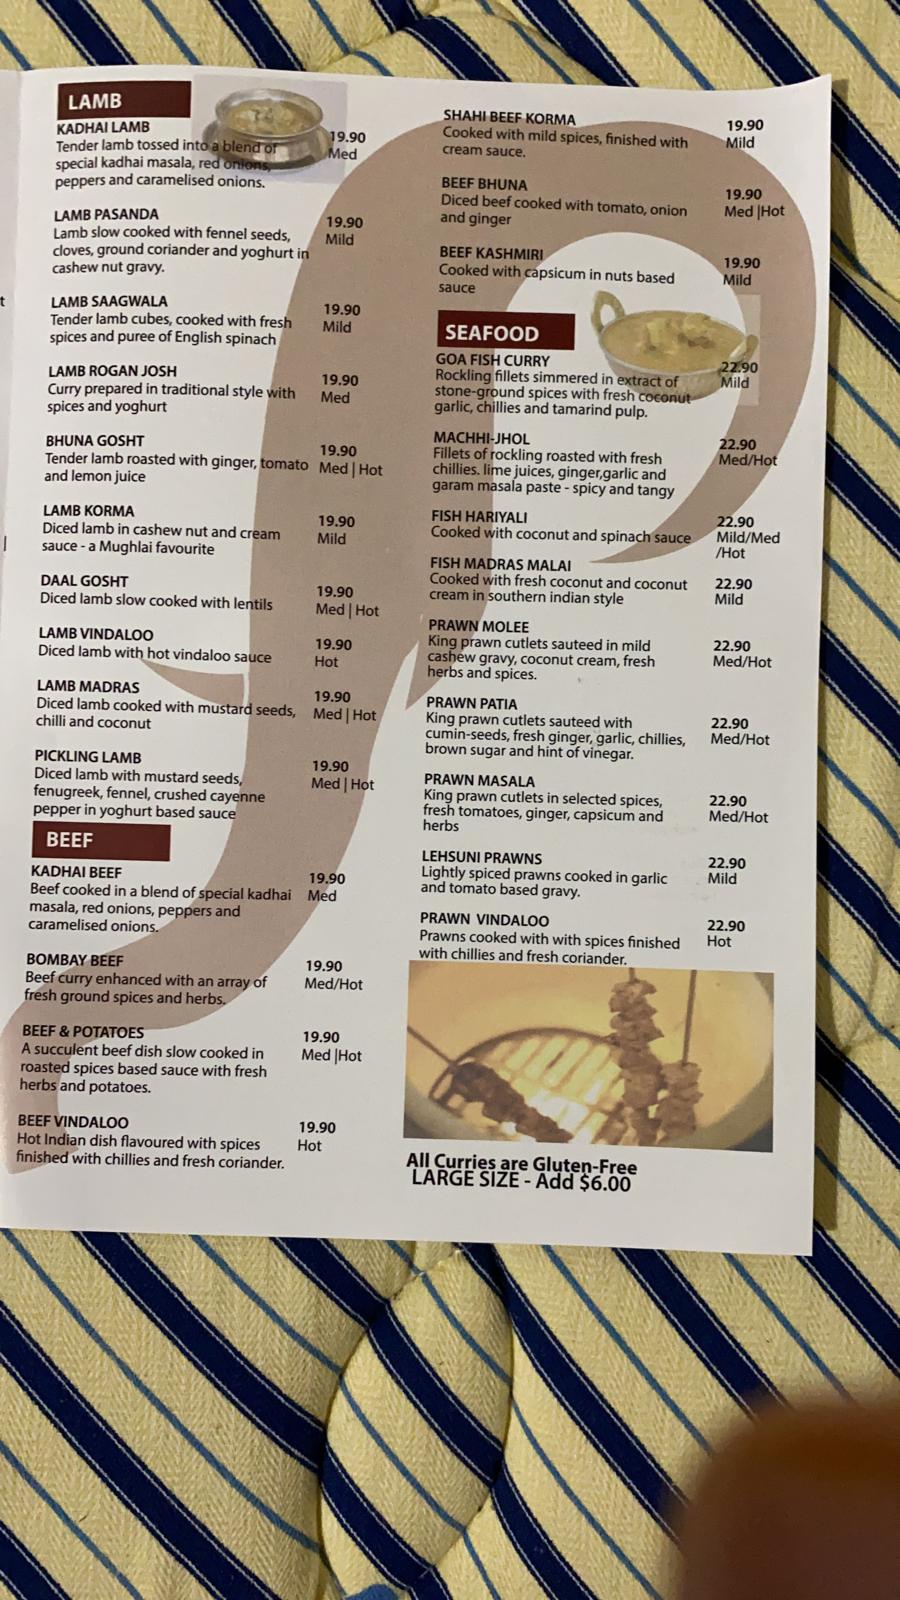 LAMB
KADHAI LAMB
Tender lamb tossed into a blend of
special kadhai masala, red onions,
peppers and caramelised onions.
19.90
Med
LAMB PASANDA
Lamb slow cooked with fennel seeds,
cloves, ground coriander and yoghurt in
cashew nut gravy.
19.90
Mild
LAMB SAAGWALA
Tender lamb cubes, cooked with fresh
spices and puree of English spinach
19.90
Mild
LAMB ROGAN JOSH
Curry prepared in traditional style with
spices and yoghurt
19.90
Med
BHUNA GOSHT
Tender lamb roasted with ginger, tomato
and lemon juice
19.90
Med | Hot
LAMB KORMA
Diced lamb in cashew nut and cream
sauce - a Mughlai favourite
19.90
Mild
DAAL GOSHT
Diced lamb slow cooked with lentils
19.90
Med | Hot
LAMB VINDALOO
Diced lamb with hot vindaloo sauce
19.90
Hot
LAMB MADRAS
Diced lamb cooked with mustard seeds,
chilli and coconut
19.90
Med | Hot
PICKLING LAMB
Diced lamb with mustard seeds,
fenugreek, fennel, crushed cayenne
pepper in yoghurt based sauce
19.90
Med | Hot
BEEF
KADHAI BEEF
Beef cooked in a blend of special kadhai
masala, red onions, peppers and
caramelised onions.
19.90
Med
BOMBAY BEEF
Beef curry enhanced with an array of
fresh ground spices and herbs.
19.90
Med/Hot
BEEF & POTATOES
A succulent beef dish slow cooked in
roasted spices based sauce with fresh
herbs and potatoes.
19.90
Med |Hot
BEEF VINDALOO
Hot Indian dish flavoured with spices
finished with chillies and fresh coriander.
19.90
Hot
SHAHI BEEF KORMA
Cooked with mild spices, finished with
cream sauce.
19.90
Mild
BEEF BHUNA
Diced beef cooked with tomato, onion
and ginger
19.90
Med |Hot
BEEF KASHMIRI
Cooked with capsicum in nuts based
sauce
19.90
Mild
SEAFOOD
GOA FISH CURRY
Rockling fillets simmered in extract of
stone-ground spices with fresh coconut
garlic, chillies and tamarind pulp.
22.90
Mild
MACHHI-JHOL
Fillets of rockling roasted with fresh
chillies. lime juices, ginger,garlic and
garam masala paste - spicy and tangy
22.90
Med/Hot
FISH HARIYALI
Cooked with coconut and spinach sauce
22.90
Mild/Med
/Hot
FISH MADRAS MALAI
Cooked with fresh coconut and coconut
cream in southern indian style
22.90
Mild
PRAWN MOLEE
King prawn cutlets sauteed in mild
cashew gravy, coconut cream, fresh
herbs and spices.
22.90
Med/Hot
PRAWN PATIA
King prawn cutlets sauteed with
cumin-seeds, fresh ginger, garlic, chillies,
brown sugar and hint of vinegar.
22.90
Med/Hot
PRAWN MASALA
King prawn cutlets in selected spices,
fresh tomatoes, ginger, capsicum and
herbs
22.90
Med/Hot
LEHSUNI PRAWNS
Lightly spiced prawns cooked in garlic
and tomato based gravy.
22.90
Mild
PRAWN VINDALOO
Prawns cooked with with spices finished
with chillies and fresh coriander.
22.90
Hot
All Curries are Gluten-Free
LARGE SIZE - Add $6.00